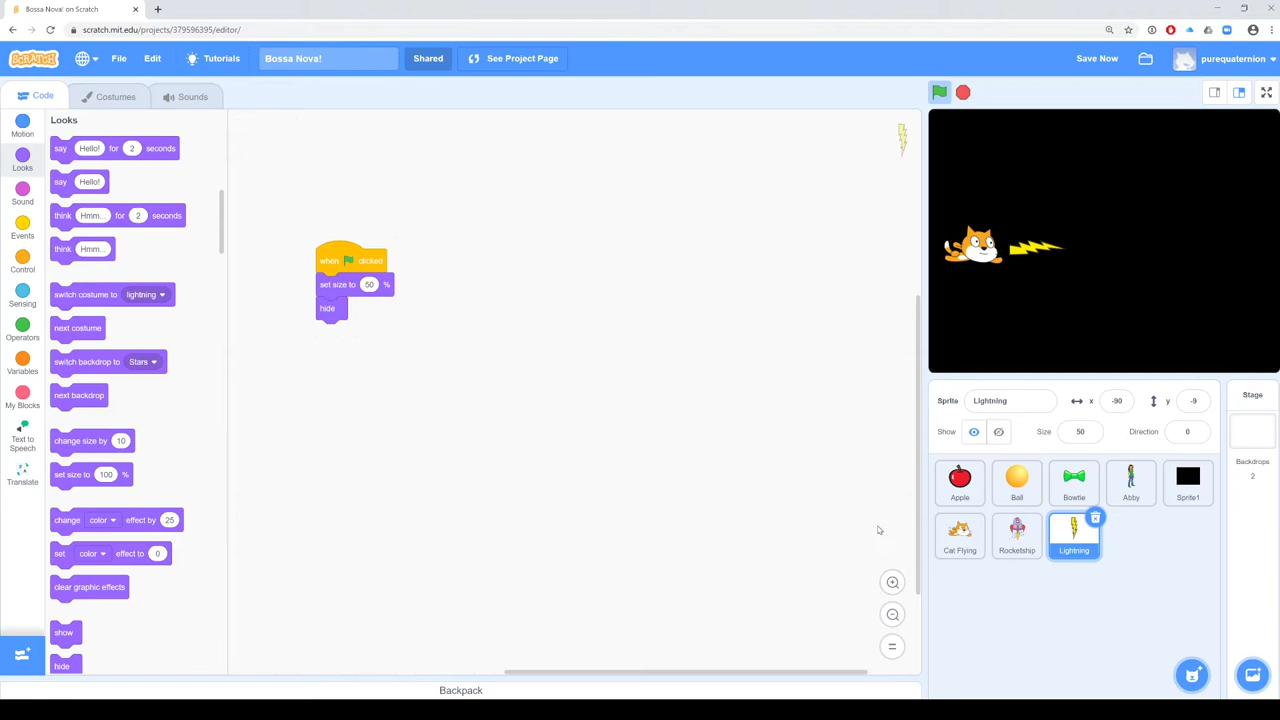 Bossa Nova! on Scratch
scratch.mit.edu/projects/379596395/editor/
SCRATCH
File
Edit
Tutorials
Bossa Nova!
Shared
See Project Page
Save Now
purequaternion
Code
Costumes
Sounds
Motion
Looks
Sound
Events
Control
Sensing
Operators
Variables
My Blocks
Text to
Speech
Translate
Looks
say Hello! for 2 seconds
say Hello!
think Hmm... for 2 seconds
think Hmm...
switch costume to lightning
next costume
switch backdrop to Stars
next backdrop
change size by 10
set size to 100 %
change color effect by 25
set color effect to 0
clear graphic effects
show
hide
when clicked
set size to 50 %
hide
Backpack
Sprite Lightning x -90 y -9
Show Size 50 Direction 0
Apple
Ball
Bowtie
Abby
Sprite1
Cat Flying
Rocketship
Lightning
Stage
Backdrops
2